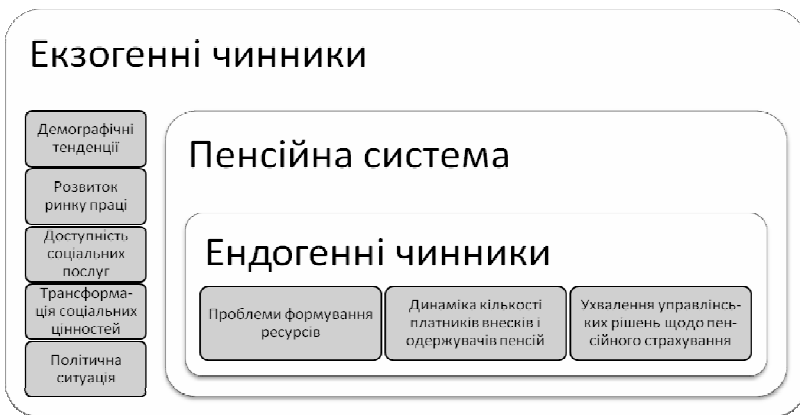 Екзогенні чинники
Демографічні
тенденції
Розвиток
ринку праці
Доступність
соціальних
послуг
Трансформа-
ція соціальних
цінностей
Політична
ситуація
Пенсійна система
Ендогенні чинники
Проблеми формування
ресурсів
Динаміка кількості
платників внесків і
одержувачів пенсій
Ухвалення управлінсь-
ких рішень щодо пен-
сійного страхування